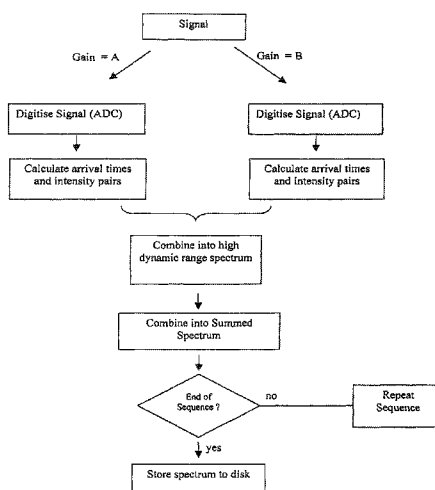 Signal
Gain = A
Gain = B
Digitise Signal (ADC)
Digitise Signal (ADC)
Calculate arrival times
and intensity pairs
Calculate arrival times
and intensity pairs
Combine into high
dynamic range spectrum
Combine into Summed
Spectrum
End of
Sequence ?
no
Repeat
Sequence
yes
Store spectrum to disk